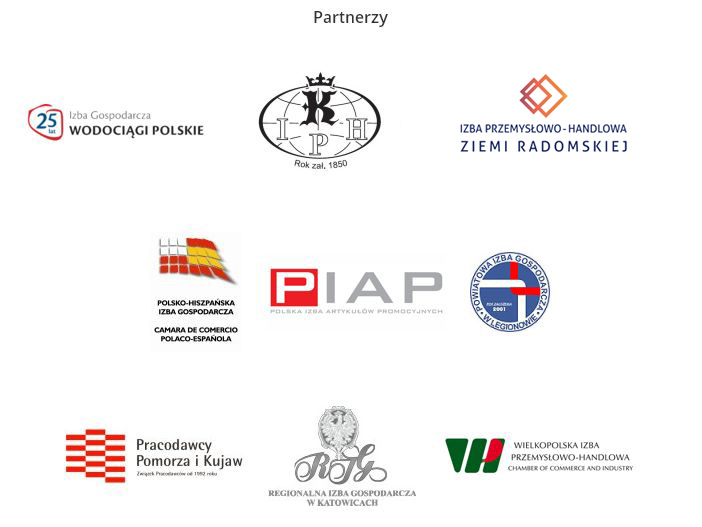 Partnerzy
25
lat
Izba Gospodarcza
WODOCIĄGI POLSKIE
K
I P H
Rok zał. 1850
IZBA PRZEMYSŁOWO-HANDLOWA
ZIEMI RADOMSKIEJ
POLSKO-HISZPAŃSKA
IZBA GOSPODARCZA
CAMARA DE COMERCIO
POLACO-ESPAÑOLA
PIAP
POLSKA IZBA ARTYKUŁÓW PROMOCYJNYCH
POWIATOWA IZBA GOSPODARCZA
ROK ZAŁOŻENIA
2001
• W LEGIONOWIE •
Pracodawcy
Pomorza i Kujaw
Związek Pracodawców od 1992 roku
RIG
REGIONALNA IZBA GOSPODARCZA
W KATOWICACH
WIELKOPOLSKA IZBA
PRZEMYSŁOWO-HANDLOWA
CHAMBER OF COMMERCE AND INDUSTRY